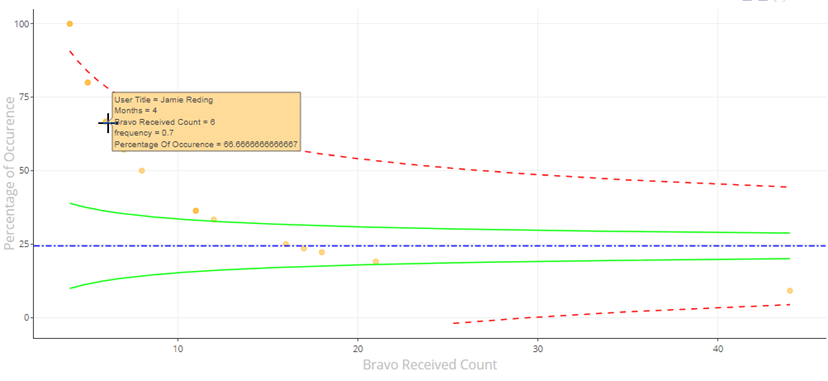 100
75
50
25
0
Percentage of Occurence
User Title = Jamie Reding
Months = 4
Bravo Received Count = 6
frequency = 0.7
Percentage Of Occurence = 66.6666666666667
10
20
30
40
Bravo Received Count